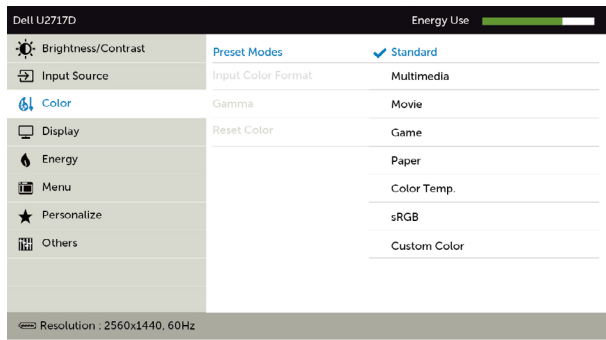 Dell U2717D Energy Use
Brightness/Contrast Preset Modes Standard
Input Source Input Color Format Multimedia
Color Gamma Movie
Display Reset Color Game
Energy Paper
Menu Color Temp.
Personalize sRGB
Others Custom Color
Resolution : 2560x1440, 60Hz